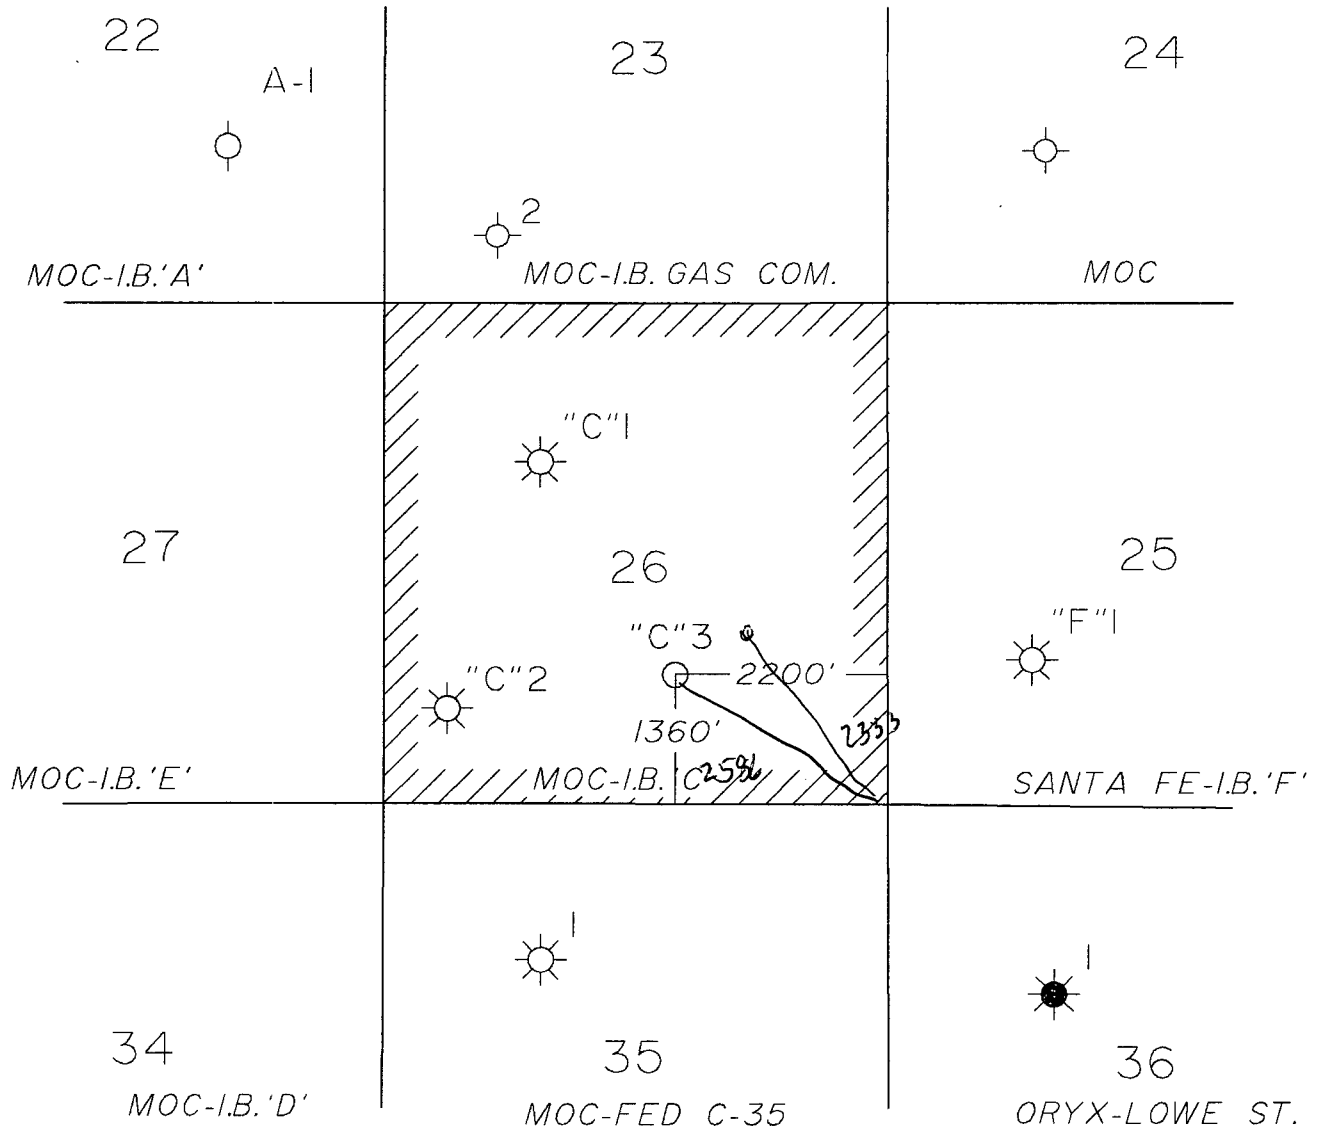 22
23
24
A-1
2
MOC-I.B.'A'
MOC-I.B. GAS COM.
MOC
"C"1
27
26
25
"C"3
"F"1
"C"2
2200'
1360'
2353
2586
MOC-I.B.'E'
MOC-I.B. 'C'
SANTA FE-I.B.'F'
1
1
34
35
36
MOC-I.B.'D'
MOC-FED C-35
ORYX-LOWE ST.